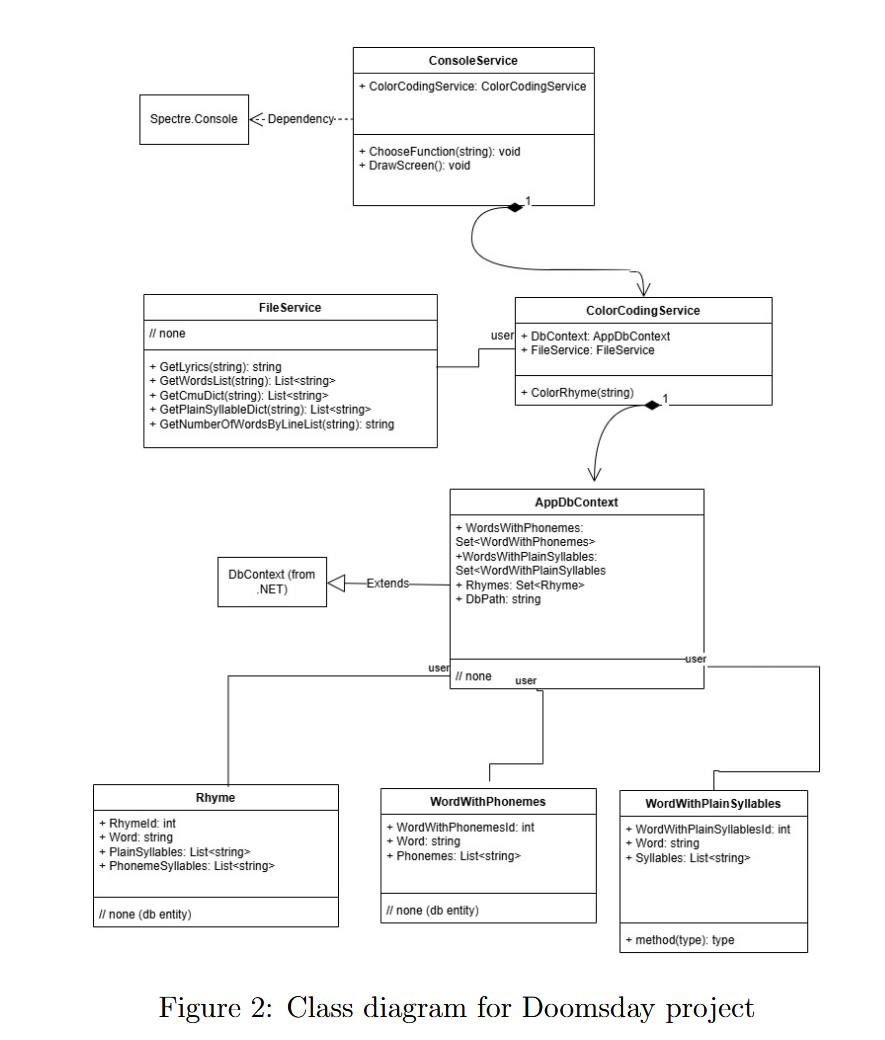 ConsoleService
+ ColorCodingService: ColorCodingService
+ ChooseFunction(string): void
+ DrawScreen(): void
Spectre.Console
Dependency
1
FileService
// none
+ GetLyrics(string): string
+ GetWordsList(string): List<string>
+ GetCmuDict(string): List<string>
+ GetPlainSyllableDict(string): List<string>
+ GetNumberOfWordsByLineList(string): string
user
ColorCodingService
+ DbContext: AppDbContext
+ FileService: FileService
+ ColorRhyme(string)
1
AppDbContext
+ WordsWithPhonemes:
Set<WordWithPhonemes>
+WordsWithPlainSyllables:
Set<WordWithPlainSyllables
+ Rhymes: Set<Rhyme>
+ DbPath: string
// none
DbContext (from
.NET)
Extends
user
user
user
Rhyme
+ RhymeId: int
+ Word: string
+ PlainSyllables: List<string>
+ PhonemeSyllables: List<string>
// none (db entity)
WordWithPhonemes
+ WordWithPhonemesId: int
+ Word: string
+ Phonemes: List<string>
// none (db entity)
WordWithPlainSyllables
+ WordWithPlainSyllablesId: int
+ Word: string
+ Syllables: List<string>
+ method(type): type
Figure 2: Class diagram for Doomsday project